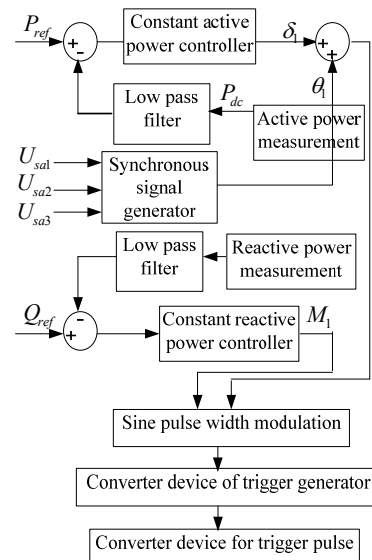 P_ref
+
-
Constant active
power controller
δ_1
+
+
θ_1
Low pass
filter
P_dc
Active power
measurement
U_sa1
U_sa2
U_sa3
Synchronous
signal
generator
Low pass
filter
Reactive power
measurement
Q_ref
-
+
Constant reactive
power controller
M_1
Sine pulse width modulation
Converter device of trigger generator
Converter device for trigger pulse